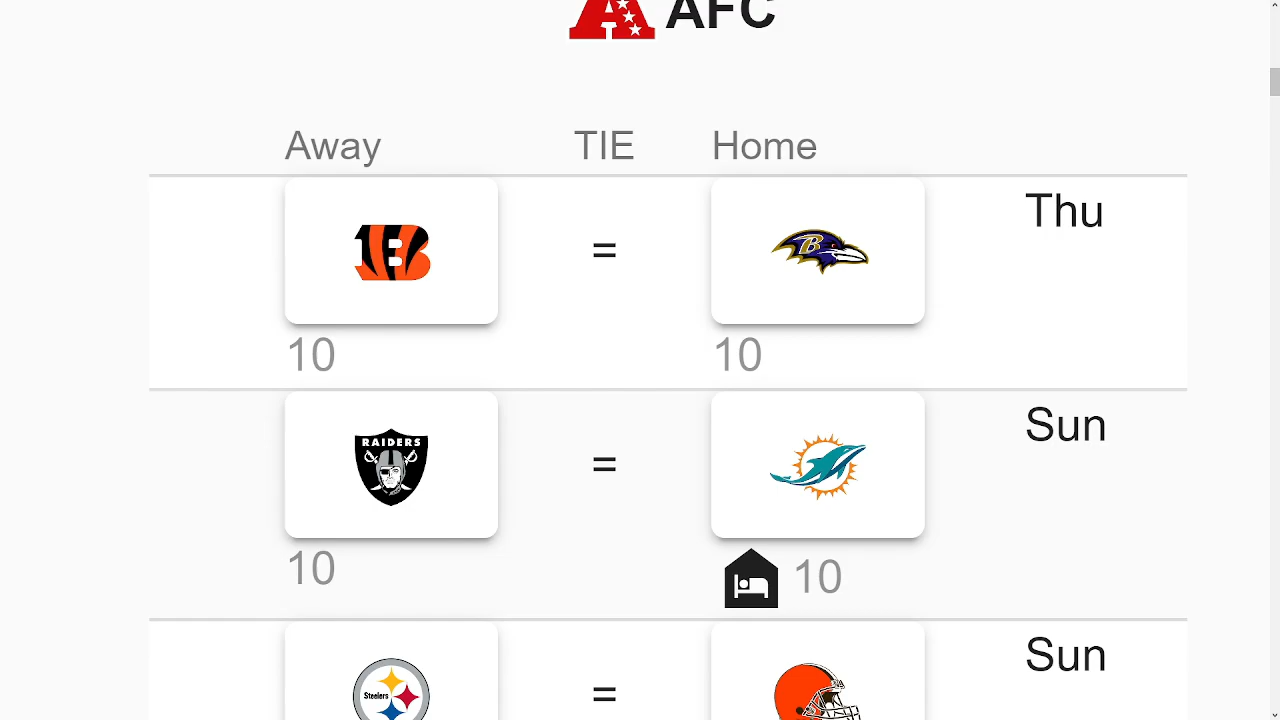 AFC
Away TIE Home
B = B Thu
10 10
RAIDERS = Sun
10 10
Steelers = Sun